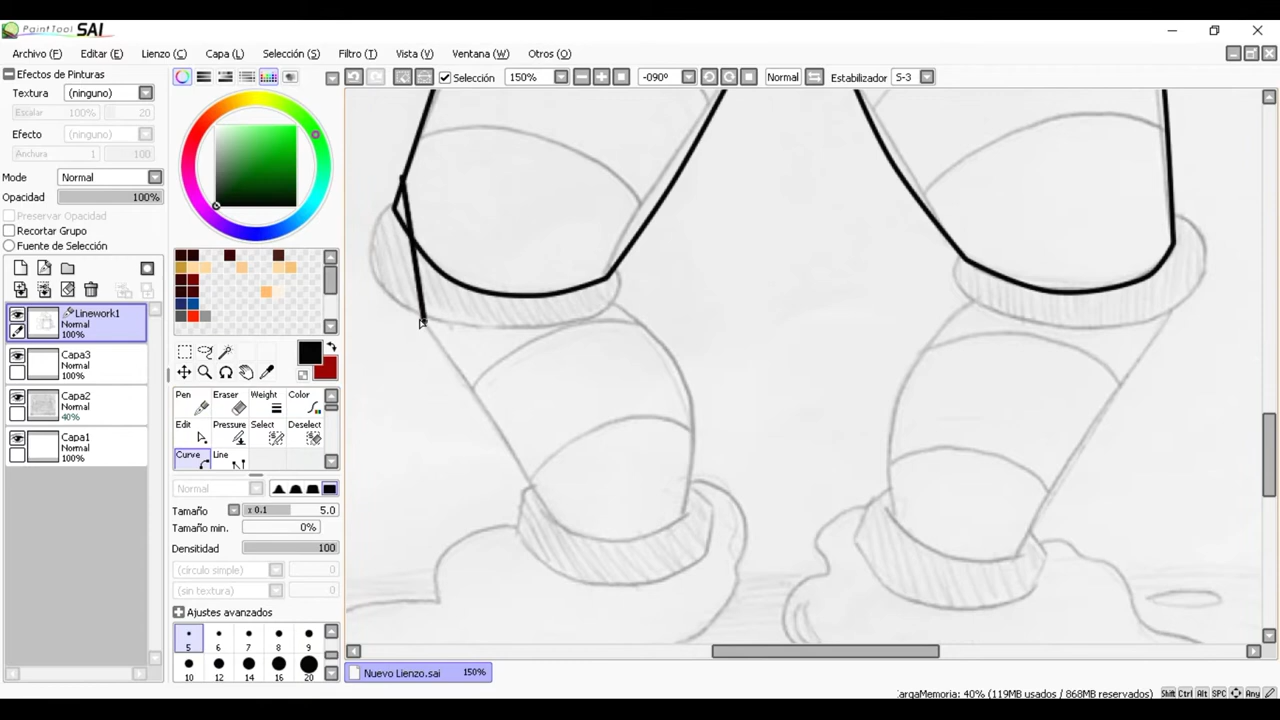 PaintTool SAI
Archivo (F) Editar (E) Lienzo (C) Capa (L) Selección (S) Filtro (T) Vista (V) Ventana (W) Otros (O)
Efectos de Pinturas
Selección 150% -090º Normal Estabilizador S-3
Textura (ninguno)
Escalar 100% 20
Efecto (ninguno)
Anchura 1 100
Mode Normal
Opacidad 100%
Preservar Opacidad
Recortar Grupo
Fuente de Selección
Linework1
Normal
100%
Capa3
Normal
100%
Capa2
Normal
40%
Capa1
Normal
100%
Pen Eraser Weight Color
Edit Pressure Select Deselect
Curve Line
Normal
Tamaño x 0.1 5.0
Tamaño min. 0%
Densitidad 100
(círculo simple) 0
(sin textura) 0
Ajustes avanzados
5 6 7 8 9
10 12 14 16 20
Nuevo Lienzo.sai 150%
CargaMemoria: 40% (119MB usados / 868MB reservados) Shift Ctrl Alt SPC Any